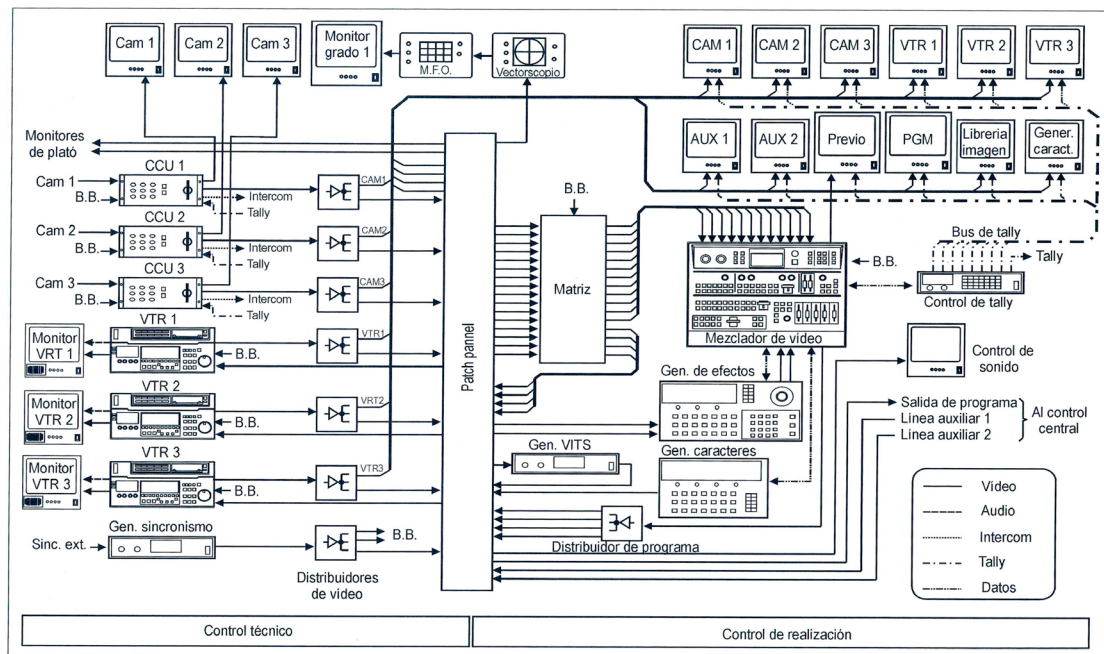 Cam 1
Cam 2
Cam 3
Monitor
grado 1
M.F.O.
Vectorscopio
CAM 1
CAM 2
CAM 3
VTR 1
VTR 2
VTR 3
AUX 1
AUX 2
Previo
PGM
Libreria
imagen
Gener.
caract.
Monitores
de plató
CCU 1
Cam 1
B.B.
Intercom
Tally
CAM1
CCU 2
Cam 2
B.B.
Intercom
Tally
CAM2
CCU 3
Cam 3
B.B.
Intercom
Tally
CAM3
VTR 1
Monitor
VRT 1
B.B.
VTR1
VTR 2
Monitor
VTR 2
B.B.
VRT2
VTR 3
Monitor
VTR 3
B.B.
VTR3
Gen. sincronismo
Sinc. ext.
B.B.
Distribuidores
de video
Patch pannel
B.B.
Matriz
B.B.
Mezclador de video
Bus de tally
Tally
Control de tally
Control de
sonido
Gen. de efectos
Gen. VITS
Gen. caracteres
Distribuidor de programa
Salida de programa
Linea auxiliar 1
Linea auxiliar 2
Al control
central
Video
Audio
Intercom
Tally
Datos
Control técnico
Control de realización